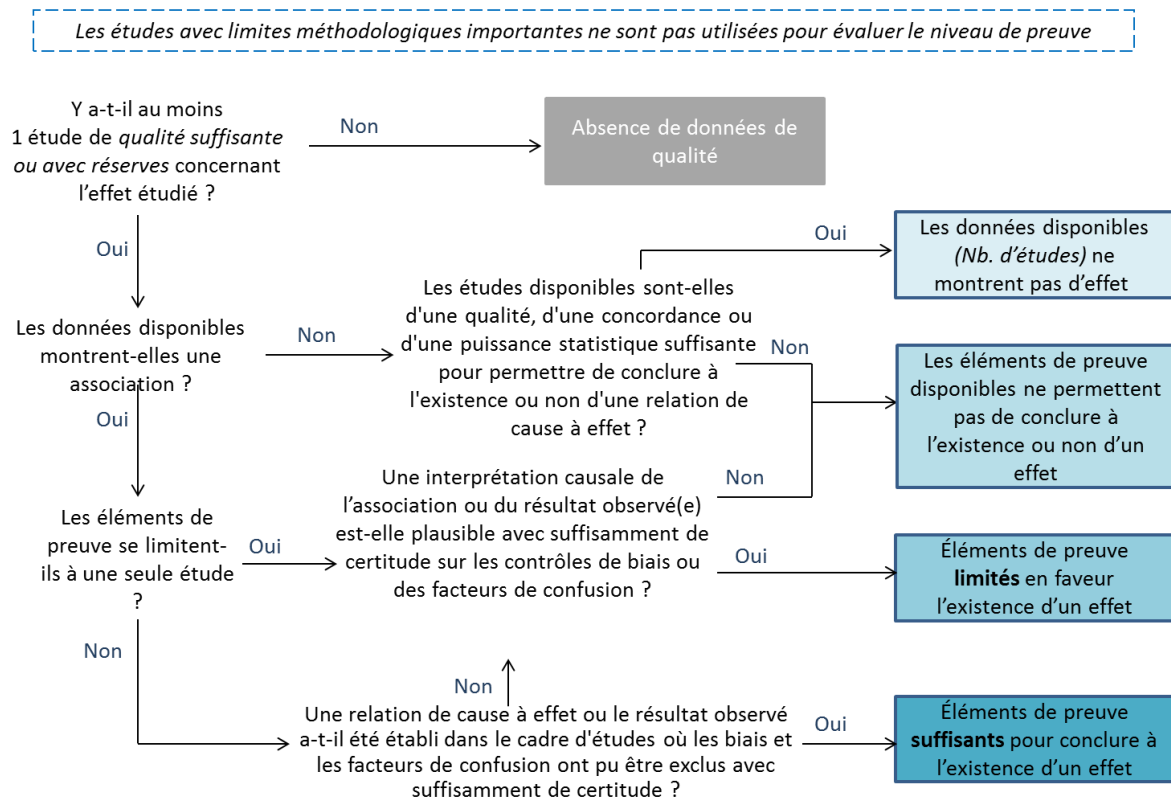 Les études avec limites méthodologiques importantes ne sont pas utilisées pour évaluer le niveau de preuve
Y a-t-il au moins
1 étude de qualité suffisante
ou avec réserves concernant
l'effet étudié ?
Non
Absence de données de
qualité
Oui
Oui
Les données disponibles
(Nb. d'études) ne
montrent pas d'effet
Les données disponibles
montrent-elles une
association ?
Non
Les études disponibles sont-elles
d'une qualité, d'une concordance ou
d'une puissance statistique suffisante
pour permettre de conclure à
l'existence ou non d'une relation de
cause à effet ?
Non
Les éléments de preuve
disponibles ne permettent
pas de conclure à
l'existence ou non d'un
effet
Oui
Les éléments de
preuve se limitent-
ils à une seule étude
?
Oui
Une interprétation causale de
l'association ou du résultat observé(e)
est-elle plausible avec suffisamment de
certitude sur les contrôles de biais ou
des facteurs de confusion ?
Non
Oui
Éléments de preuve
limités en faveur
l'existence d'un effet
Non
Non
Une relation de cause à effet ou le résultat observé
a-t-il été établi dans le cadre d'études où les biais et
les facteurs de confusion ont pu être exclus avec
suffisamment de certitude ?
Oui
Éléments de preuve
suffisants pour conclure à
l'existence d'un effet